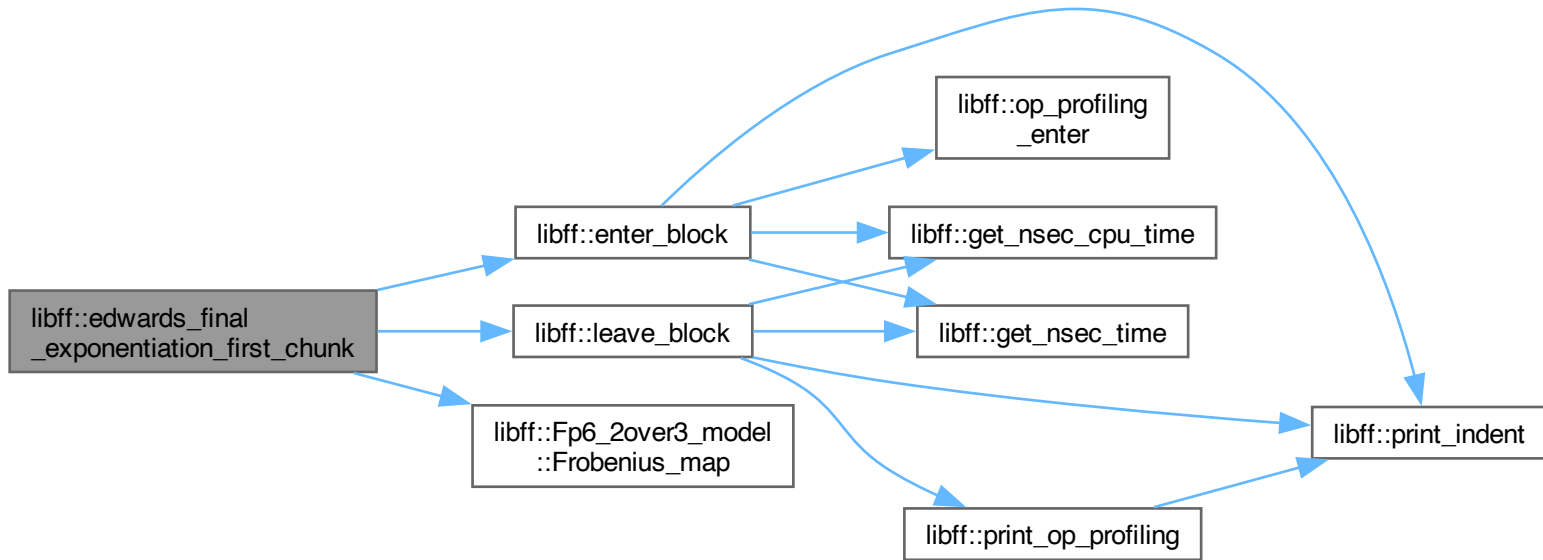 libff::edwards_final
_exponentiation_first_chunk
libff::enter_block
libff::leave_block
libff::Fp6_2over3_model
::Frobenius_map
libff::op_profiling
_enter
libff::get_nsec_cpu_time
libff::get_nsec_time
libff::print_op_profiling
libff::print_indent